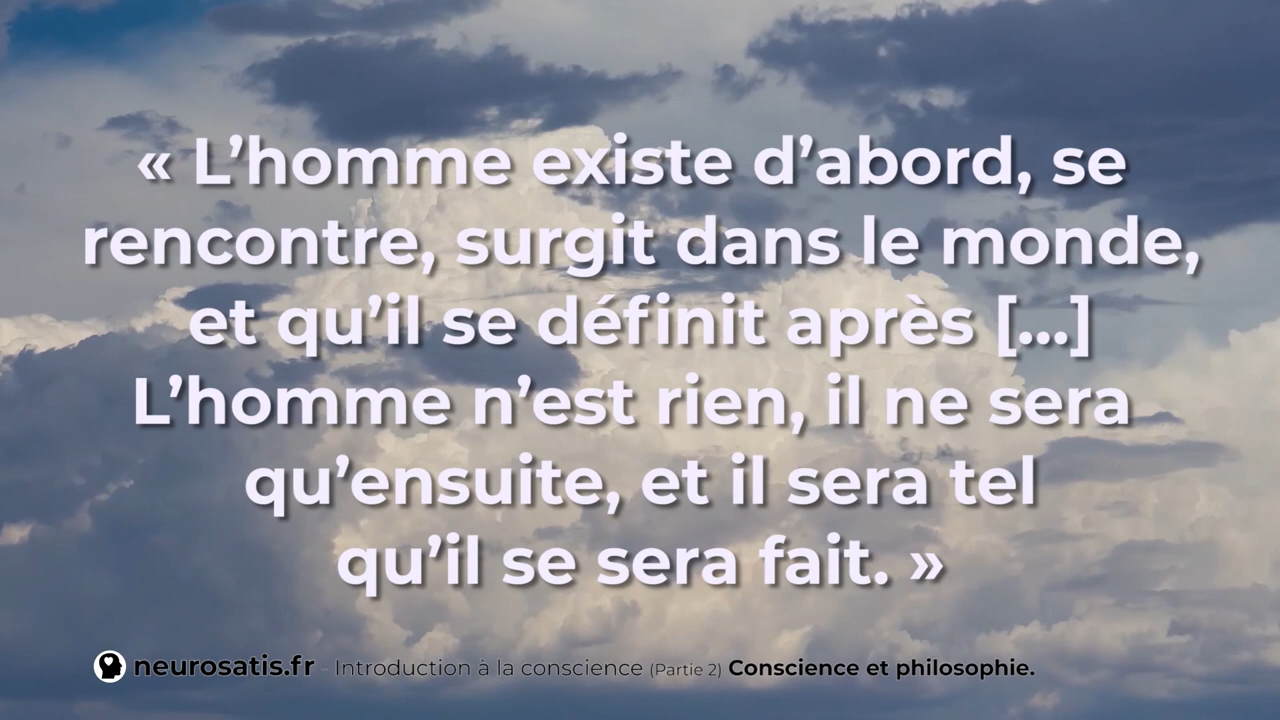 « L’homme existe d’abord, se
rencontre, surgit dans le monde,
et qu’il se définit après [...]
L’homme n’est rien, il ne sera
qu’ensuite, et il sera tel
qu’il se sera fait. »
neurosatis.fr - Introduction à la conscience (Partie 2) Conscience et philosophie.